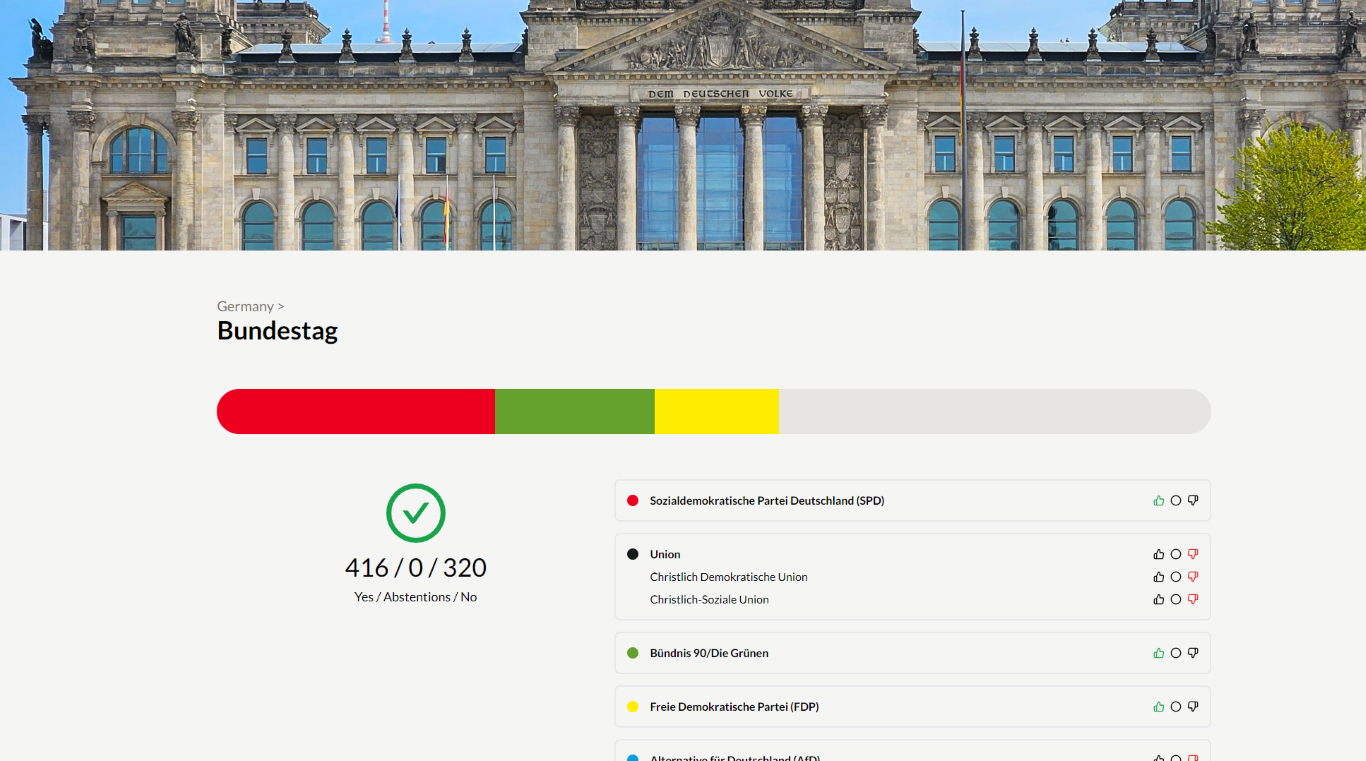 DEM DEUTSCHEN VOLKE
Germany >
Bundestag
416 / 0 / 320
Yes / Abstentions / No
Sozialdemokratische Partei Deutschland (SPD)
Union
Christlich Demokratische Union
Christlich-Soziale Union
Bündnis 90/Die Grünen
Freie Demokratische Partei (FDP)
Alternative für Deutschland (AfD)